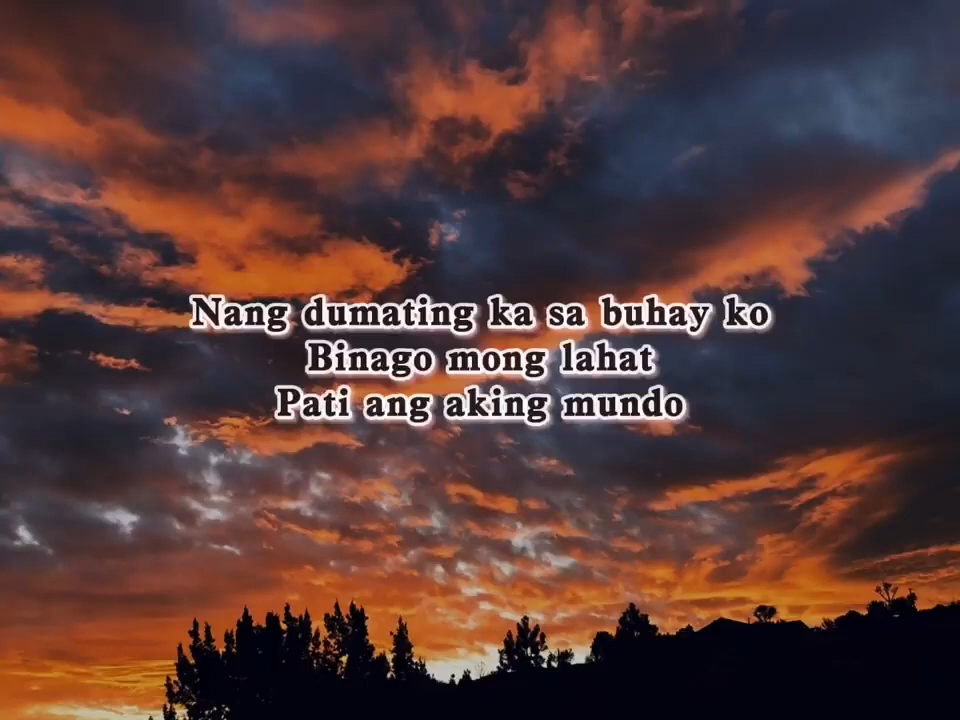 Nang dumating ka sa buhay ko
Binago mong lahat
Pati ang aking mundo